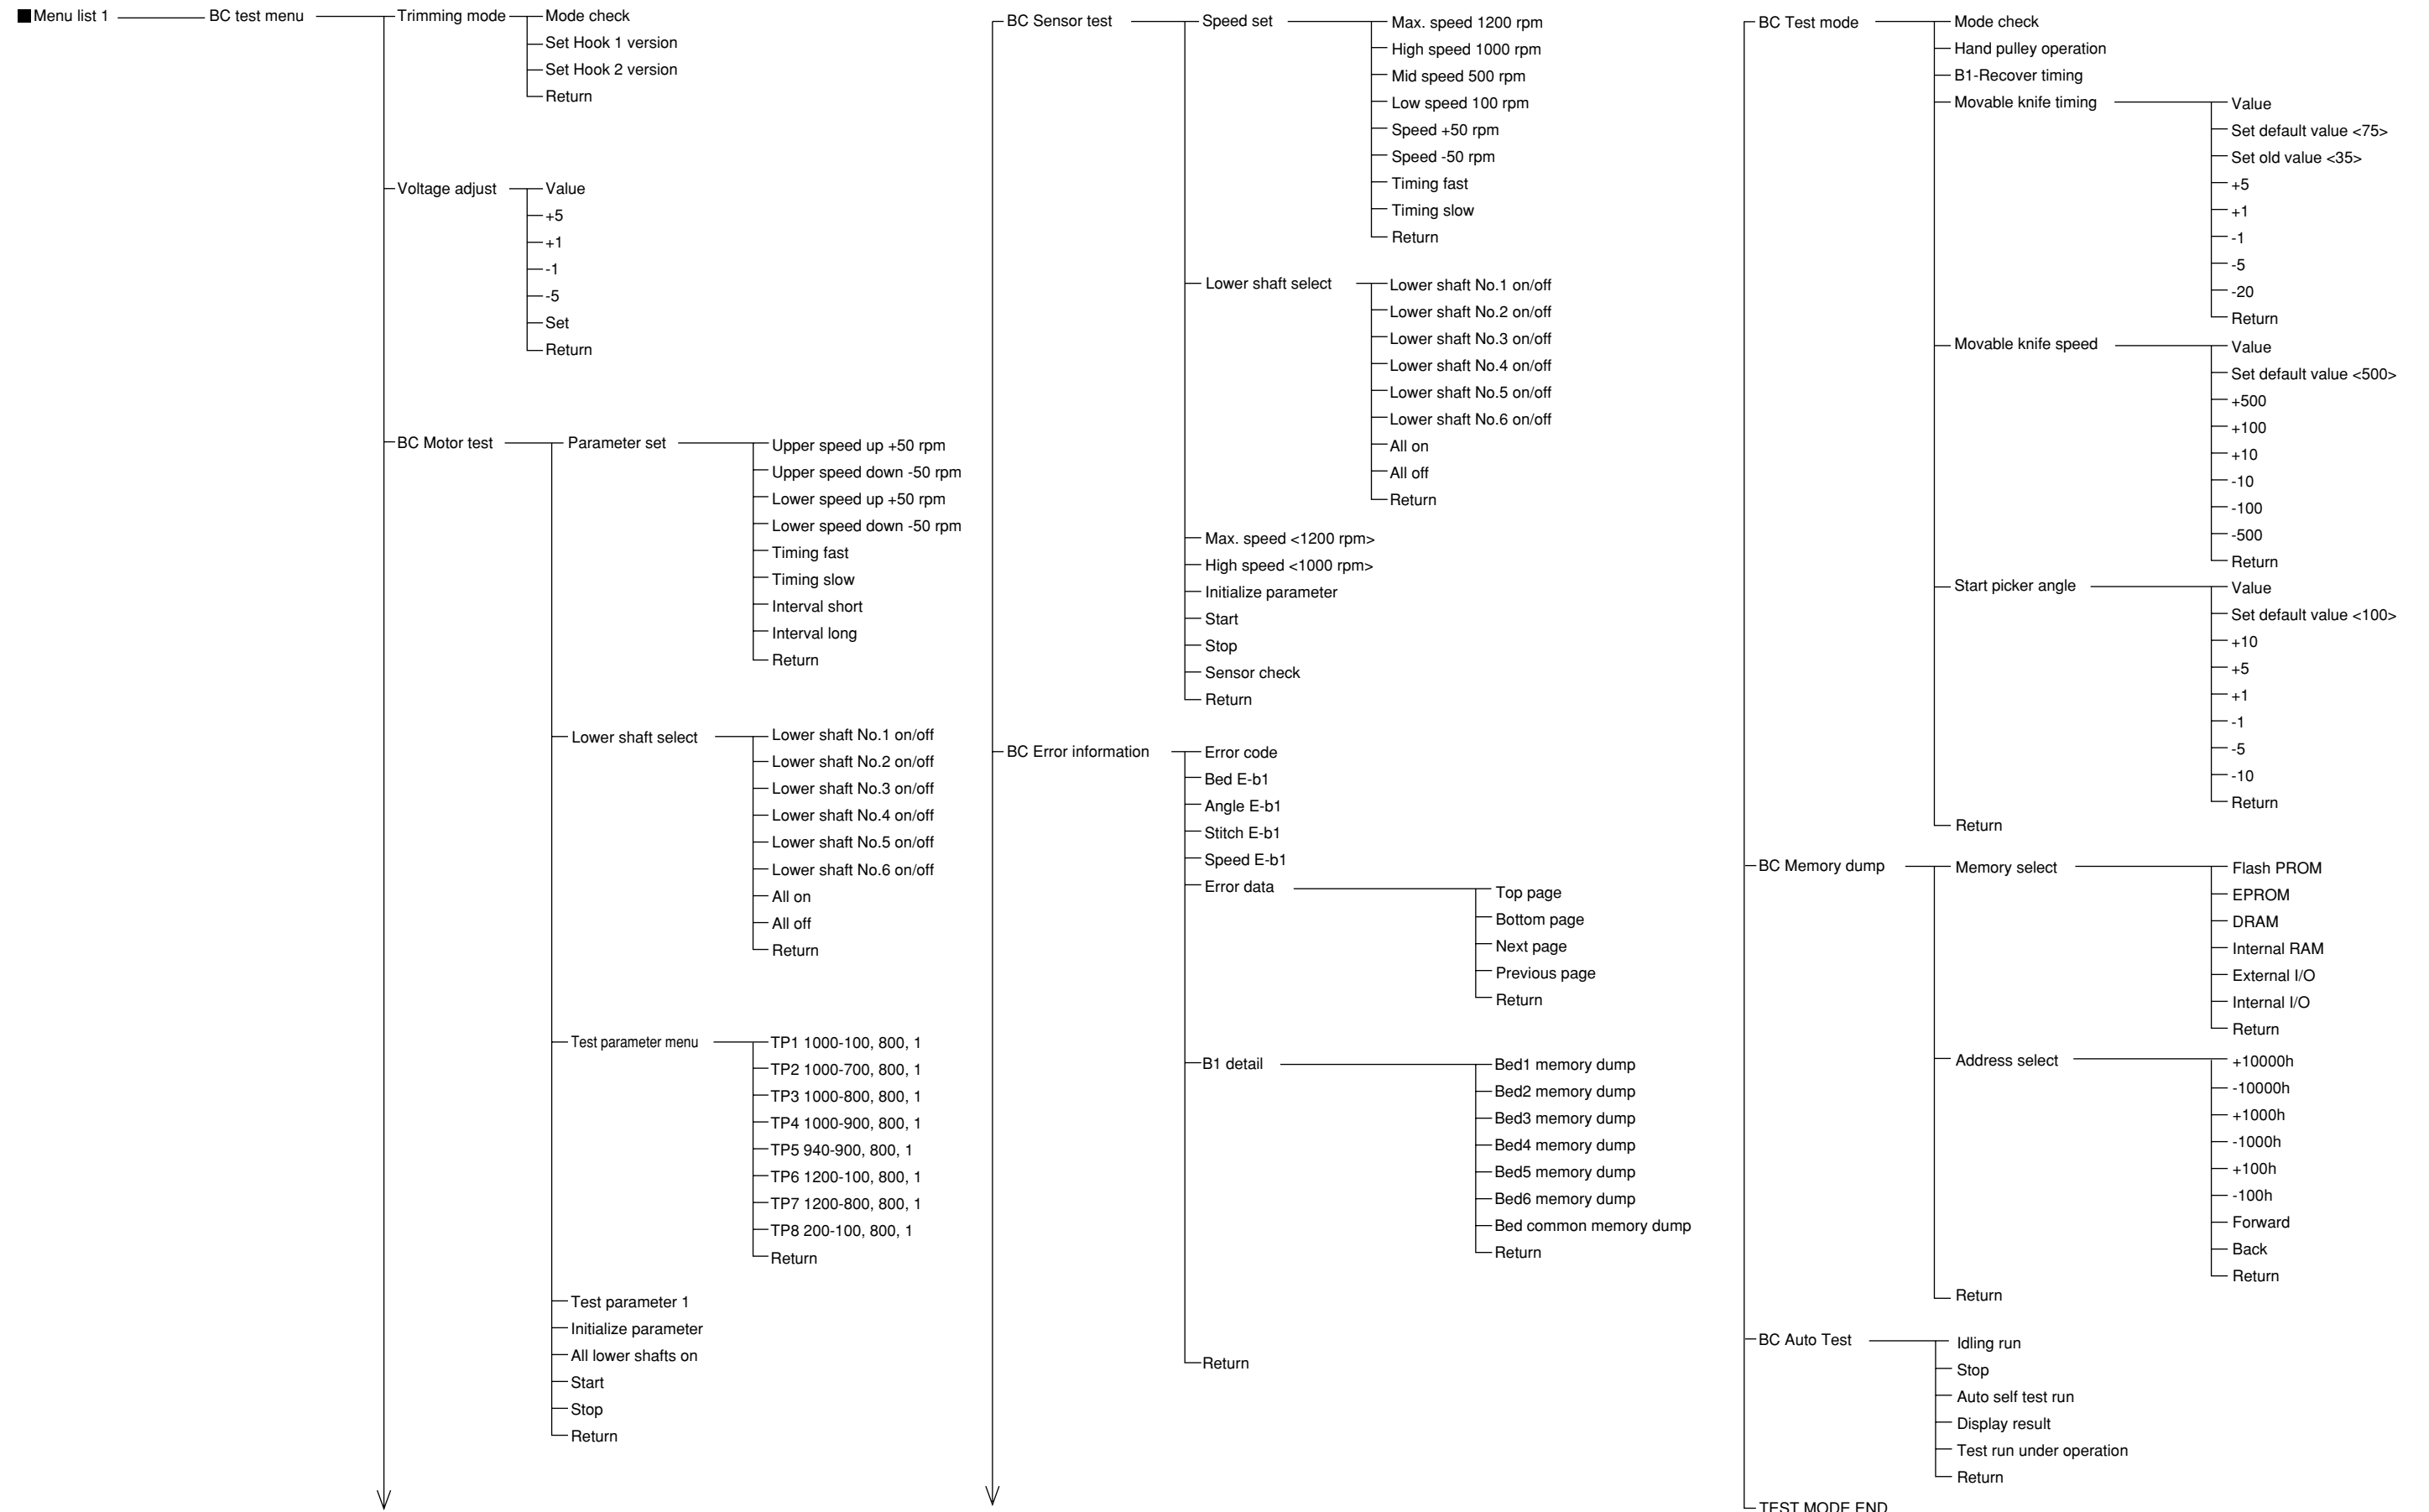 ■Menu list 1
BC test menu
Trimming mode
Mode check
Set Hook 1 version
Set Hook 2 version
Return
Voltage adjust
Value
+5
+1
-1
-5
Set
Return
BC Motor test
Parameter set
Upper speed up +50 rpm
Upper speed down -50 rpm
Lower speed up +50 rpm
Lower speed down -50 rpm
Timing fast
Timing slow
Interval short
Interval long
Return
Lower shaft select
Lower shaft No.1 on/off
Lower shaft No.2 on/off
Lower shaft No.3 on/off
Lower shaft No.4 on/off
Lower shaft No.5 on/off
Lower shaft No.6 on/off
All on
All off
Return
Test parameter menu
TP1 1000-100, 800, 1
TP2 1000-700, 800, 1
TP3 1000-800, 800, 1
TP4 1000-900, 800, 1
TP5 940-900, 800, 1
TP6 1200-100, 800, 1
TP7 1200-800, 800, 1
TP8 200-100, 800, 1
Return
Test parameter 1
Initialize parameter
All lower shafts on
Start
Stop
Return
BC Sensor test
Speed set
Max. speed 1200 rpm
High speed 1000 rpm
Mid speed 500 rpm
Low speed 100 rpm
Speed +50 rpm
Speed -50 rpm
Timing fast
Timing slow
Return
Lower shaft select
Lower shaft No.1 on/off
Lower shaft No.2 on/off
Lower shaft No.3 on/off
Lower shaft No.4 on/off
Lower shaft No.5 on/off
Lower shaft No.6 on/off
All on
All off
Return
Max. speed <1200 rpm>
High speed <1000 rpm>
Initialize parameter
Start
Stop
Sensor check
Return
BC Error information
Error code
Bed E-b1
Angle E-b1
Stitch E-b1
Speed E-b1
Error data
Top page
Bottom page
Next page
Previous page
Return
B1 detail
Bed1 memory dump
Bed2 memory dump
Bed3 memory dump
Bed4 memory dump
Bed5 memory dump
Bed6 memory dump
Bed common memory dump
Return
Return
BC Test mode
Mode check
Hand pulley operation
B1-Recover timing
Movable knife timing
Value
Set default value <75>
Set old value <35>
+5
+1
-1
-5
-20
Return
Movable knife speed
Value
Set default value <500>
+500
+100
+10
-10
-100
-500
Return
Start picker angle
Value
Set default value <100>
+10
+5
+1
-1
-5
-10
Return
Return
BC Memory dump
Memory select
Flash PROM
EPROM
DRAM
Internal RAM
External I/O
Internal I/O
Return
Address select
+10000h
-10000h
+1000h
-1000h
+100h
-100h
Forward
Back
Return
Return
BC Auto Test
Idling run
Stop
Auto self test run
Display result
Test run under operation
Return
TEST MODE END